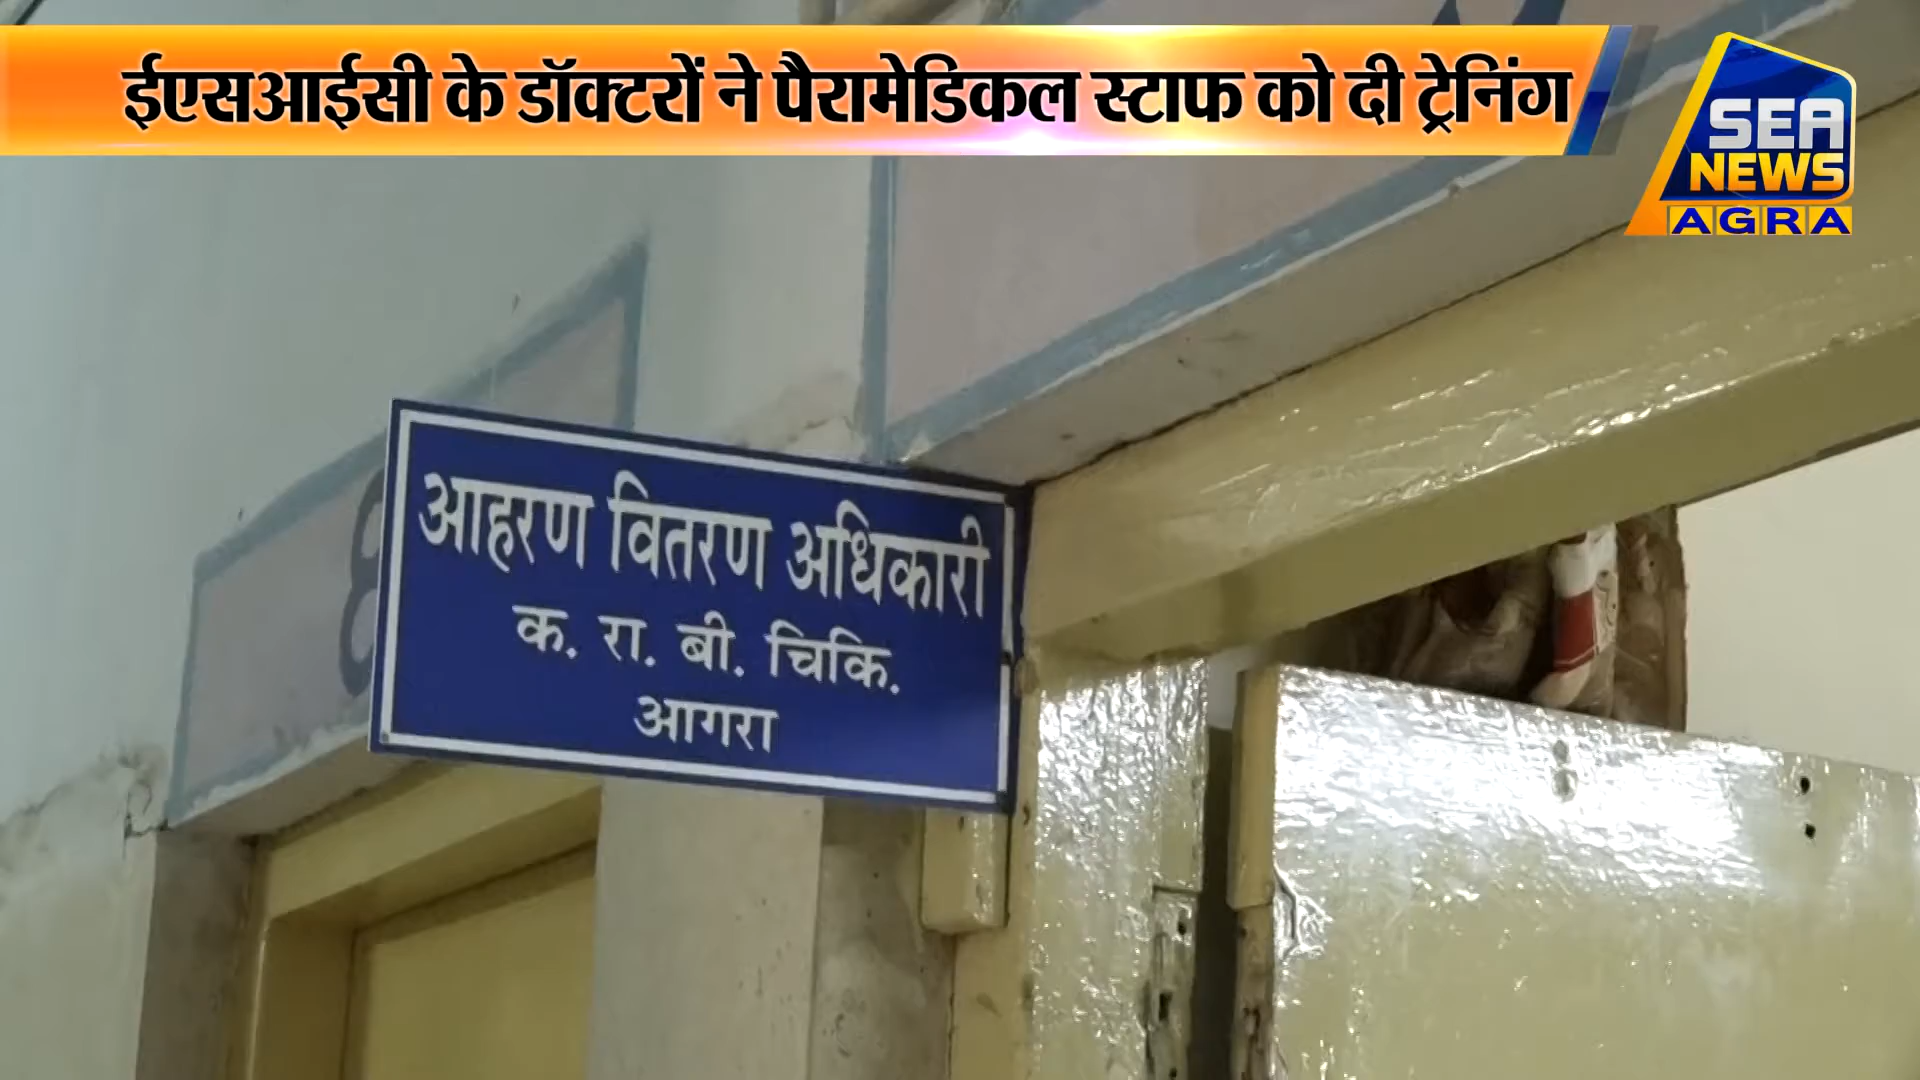 ईएसआईसी के डॉक्टरों ने पैरामेडिकल स्टाफ को दी ट्रेनिंग
SEA
NEWS
AGRA
आहरण वितरण अधिकारी
क. रा. बी. चिकि.
आगरा